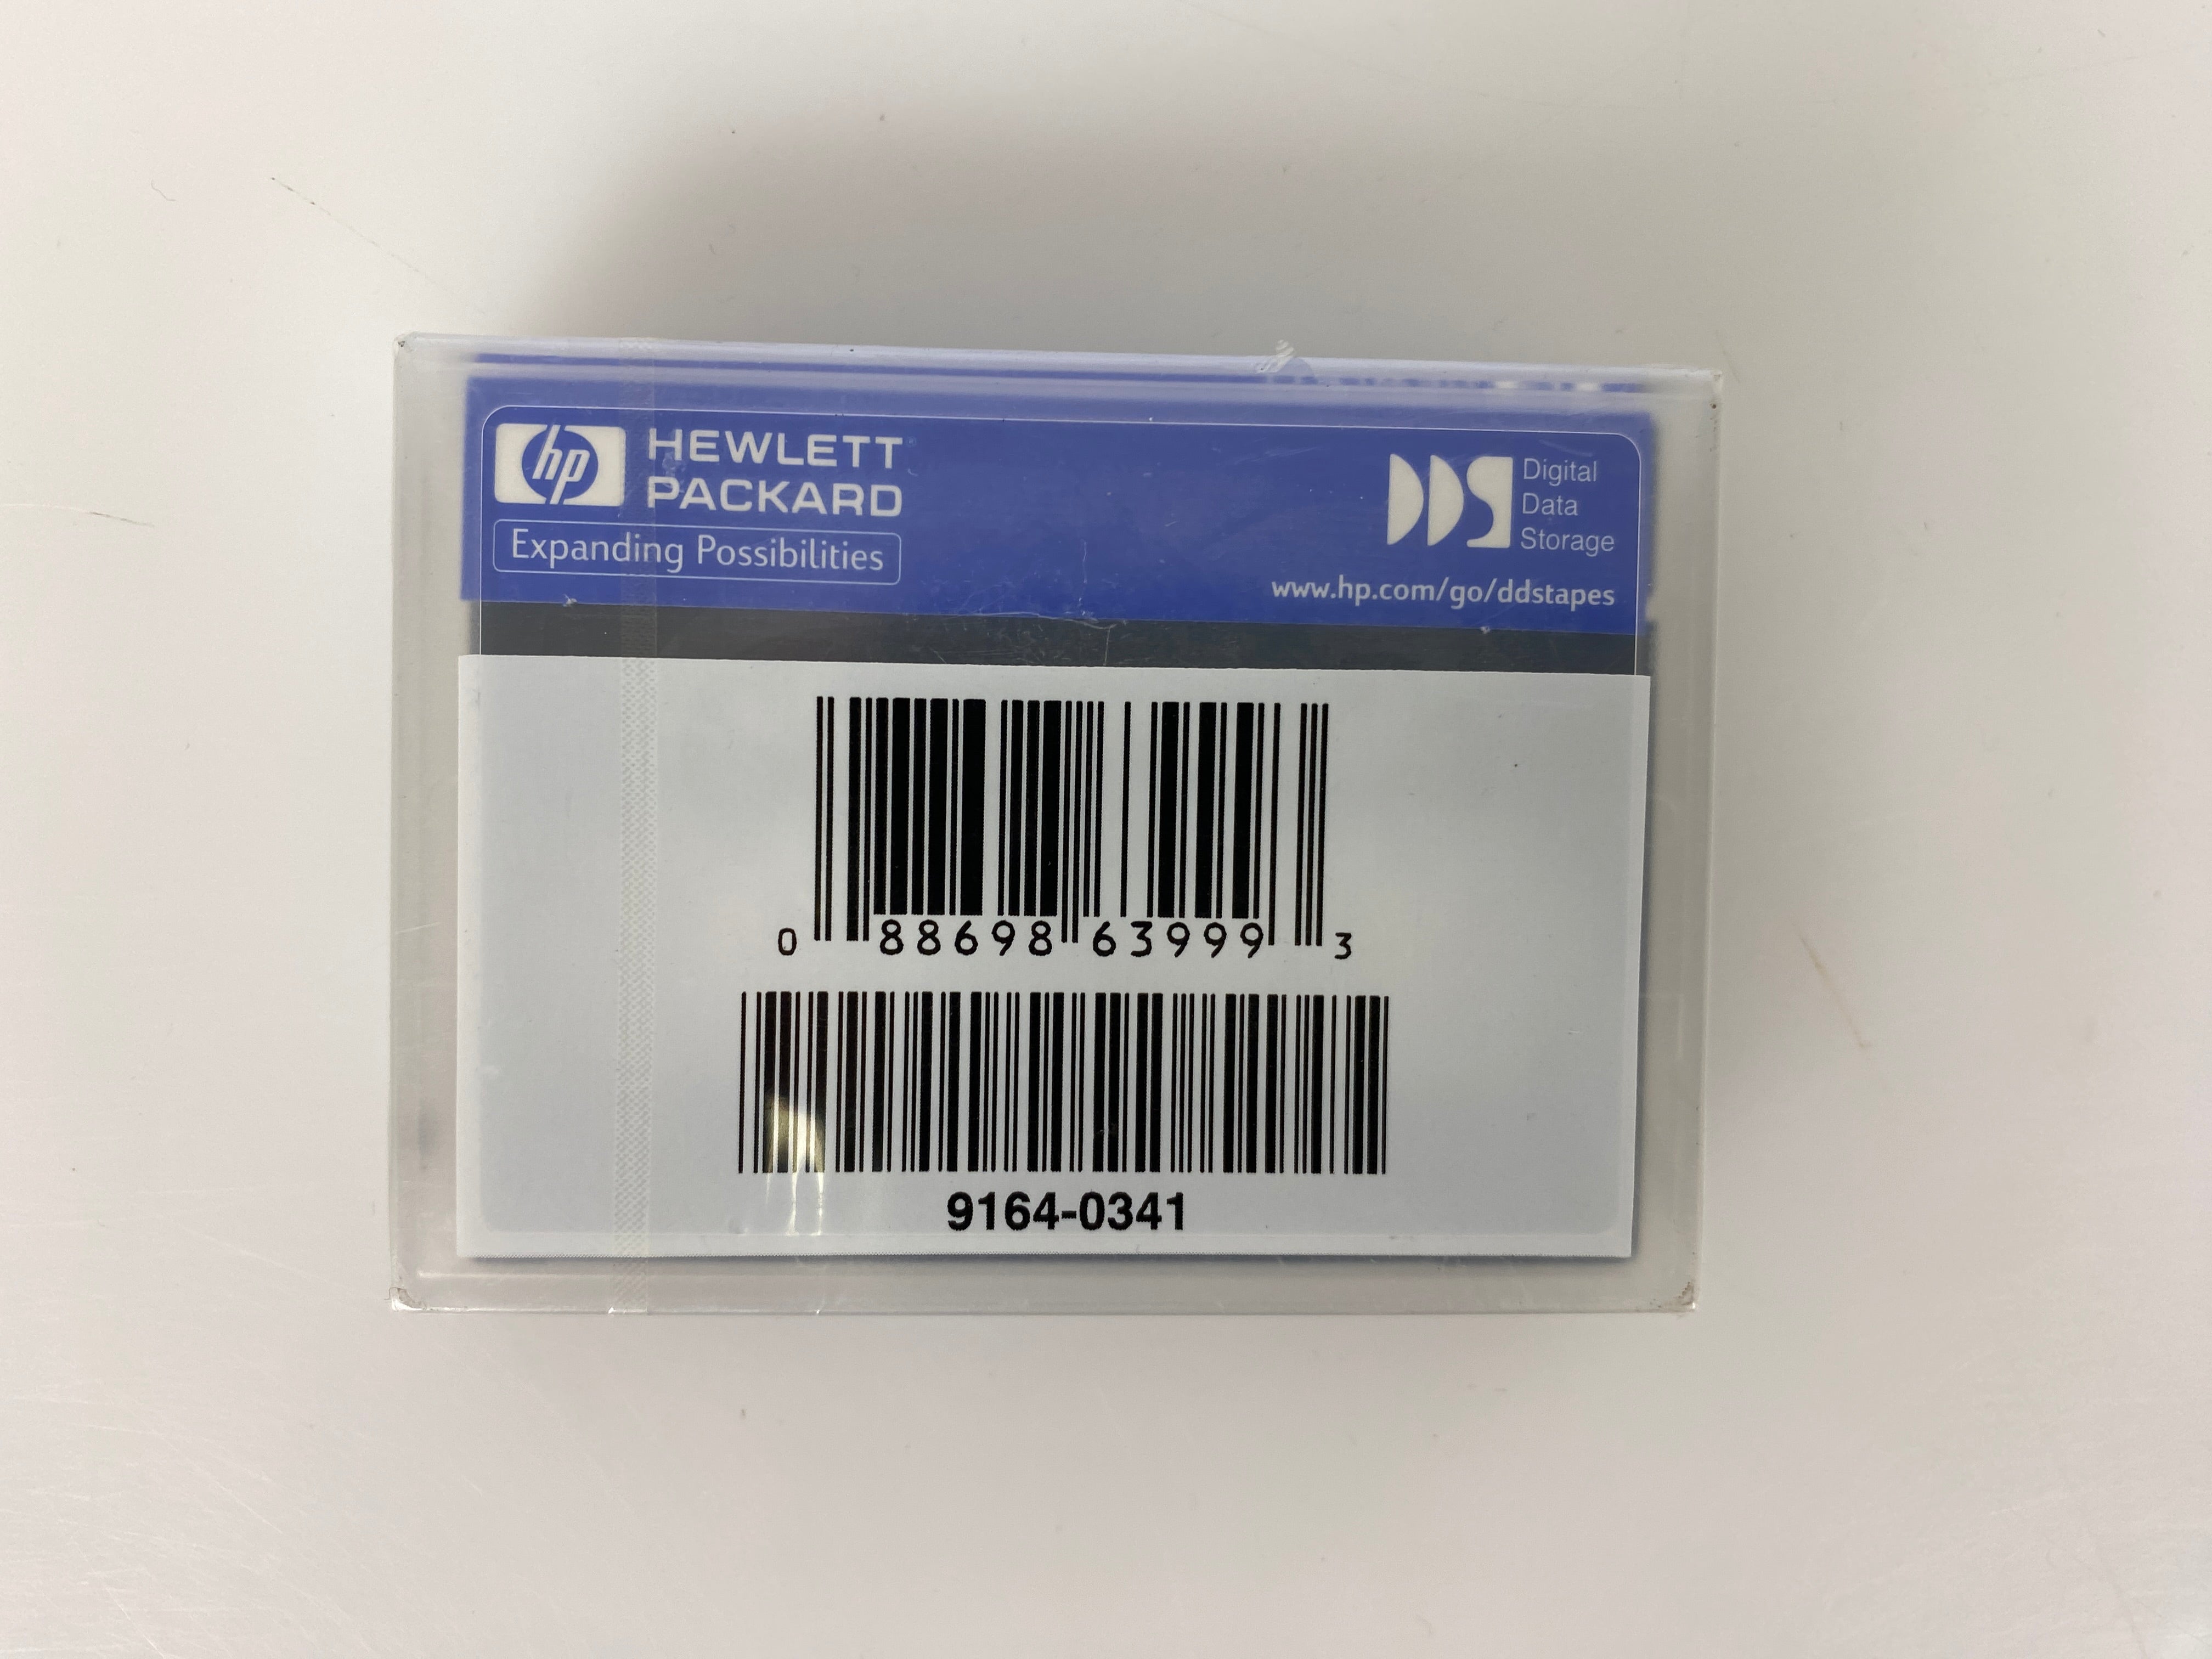 hp HEWLETT
PACKARD
Expanding Possibilities
DDS Digital
Data
Storage
www.hp.com/go/ddstapes
0 88698 63999 3
9164-0341